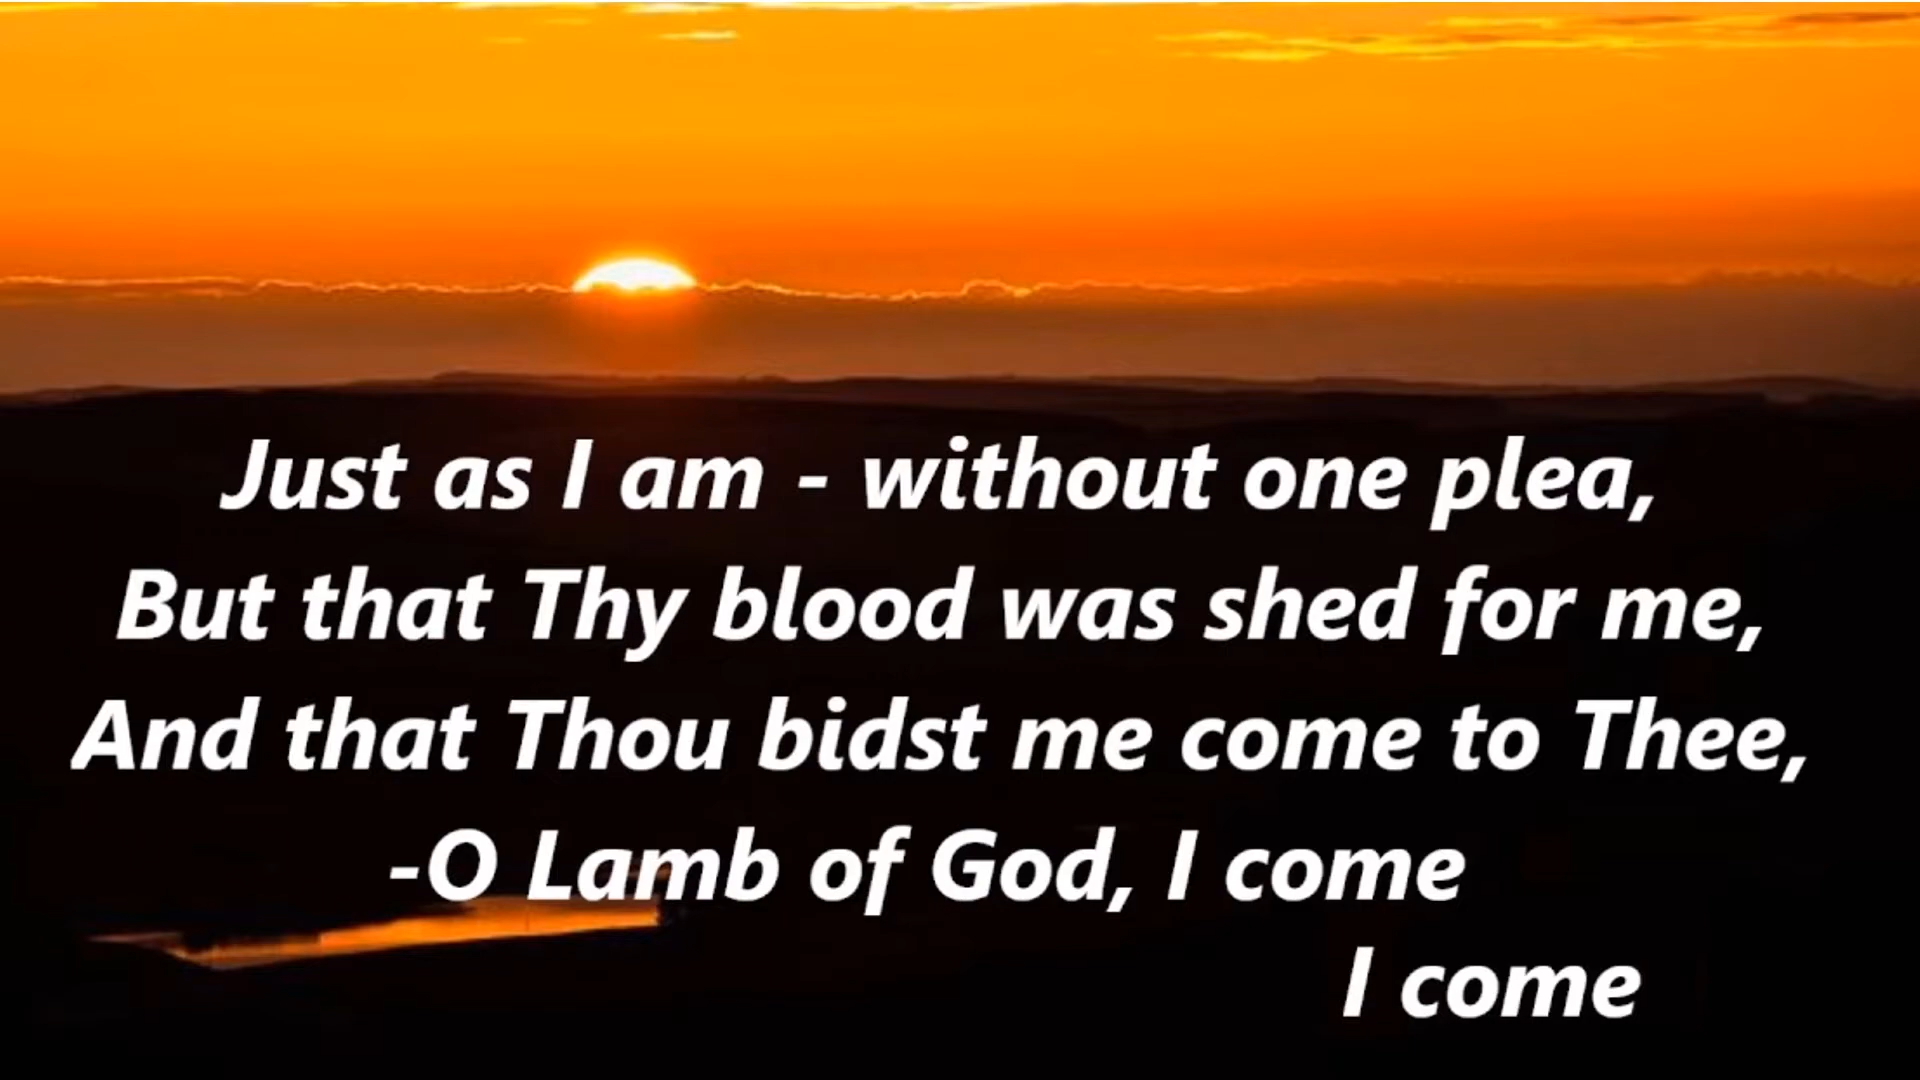 Just as I am - without one plea,
But that Thy blood was shed for me,
And that Thou bidst me come to Thee,
-O Lamb of God, I come
I come